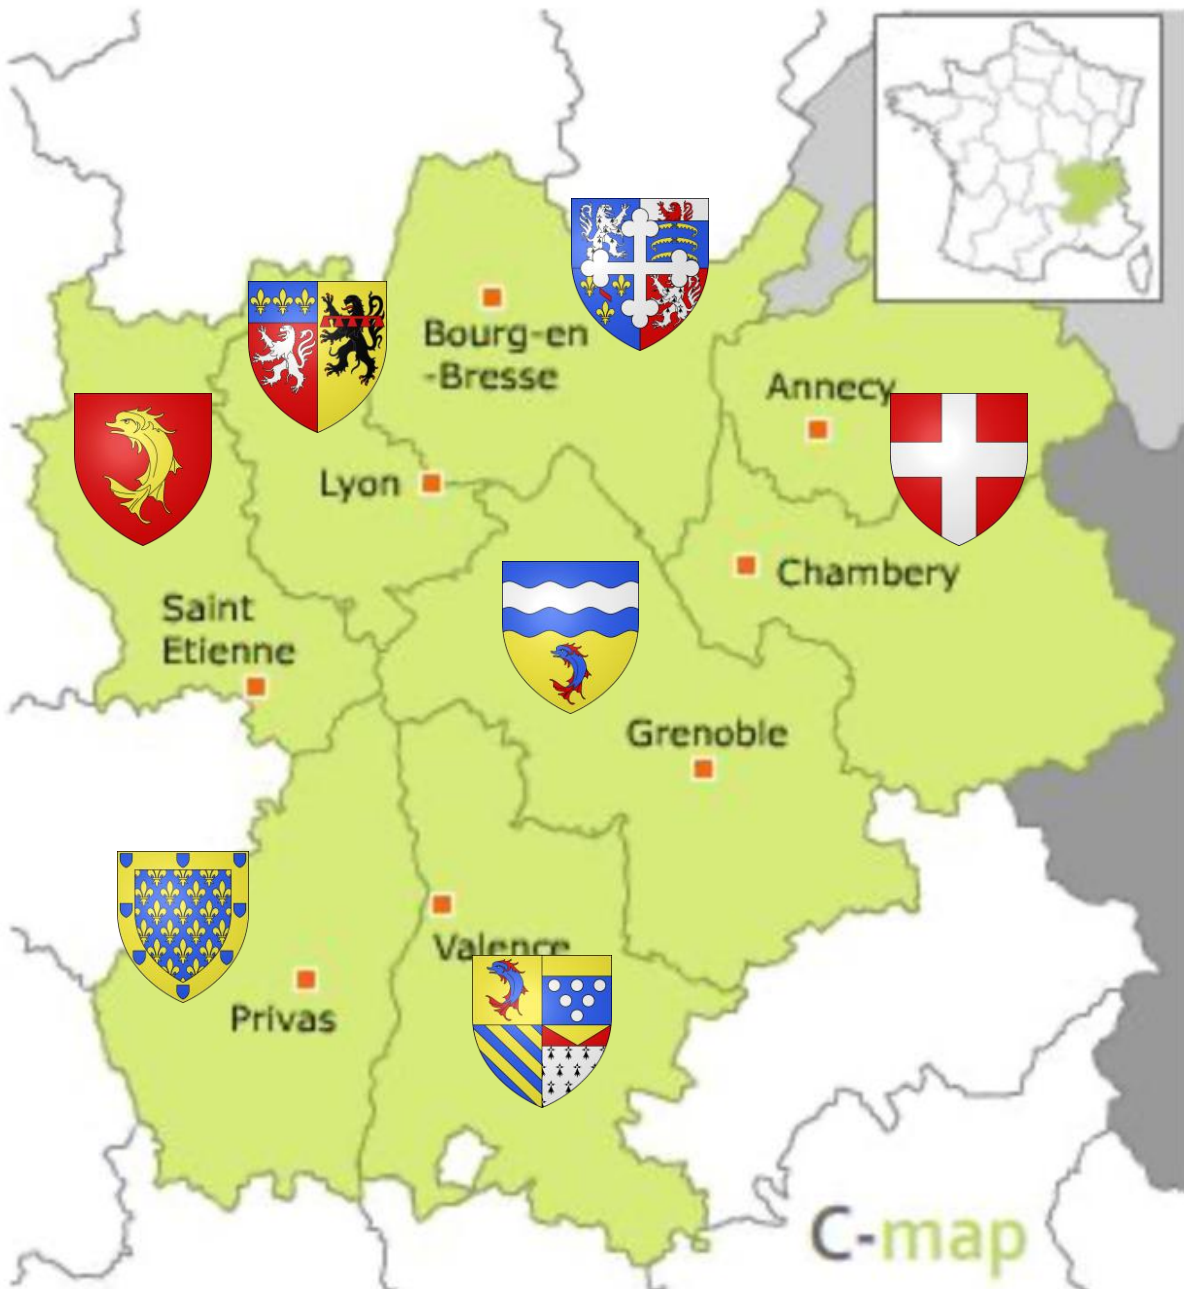 Bourg-en
-Bresse
Annecy
Lyon
Chambery
Saint
Etienne
Grenoble
Valence
Privas
C-map